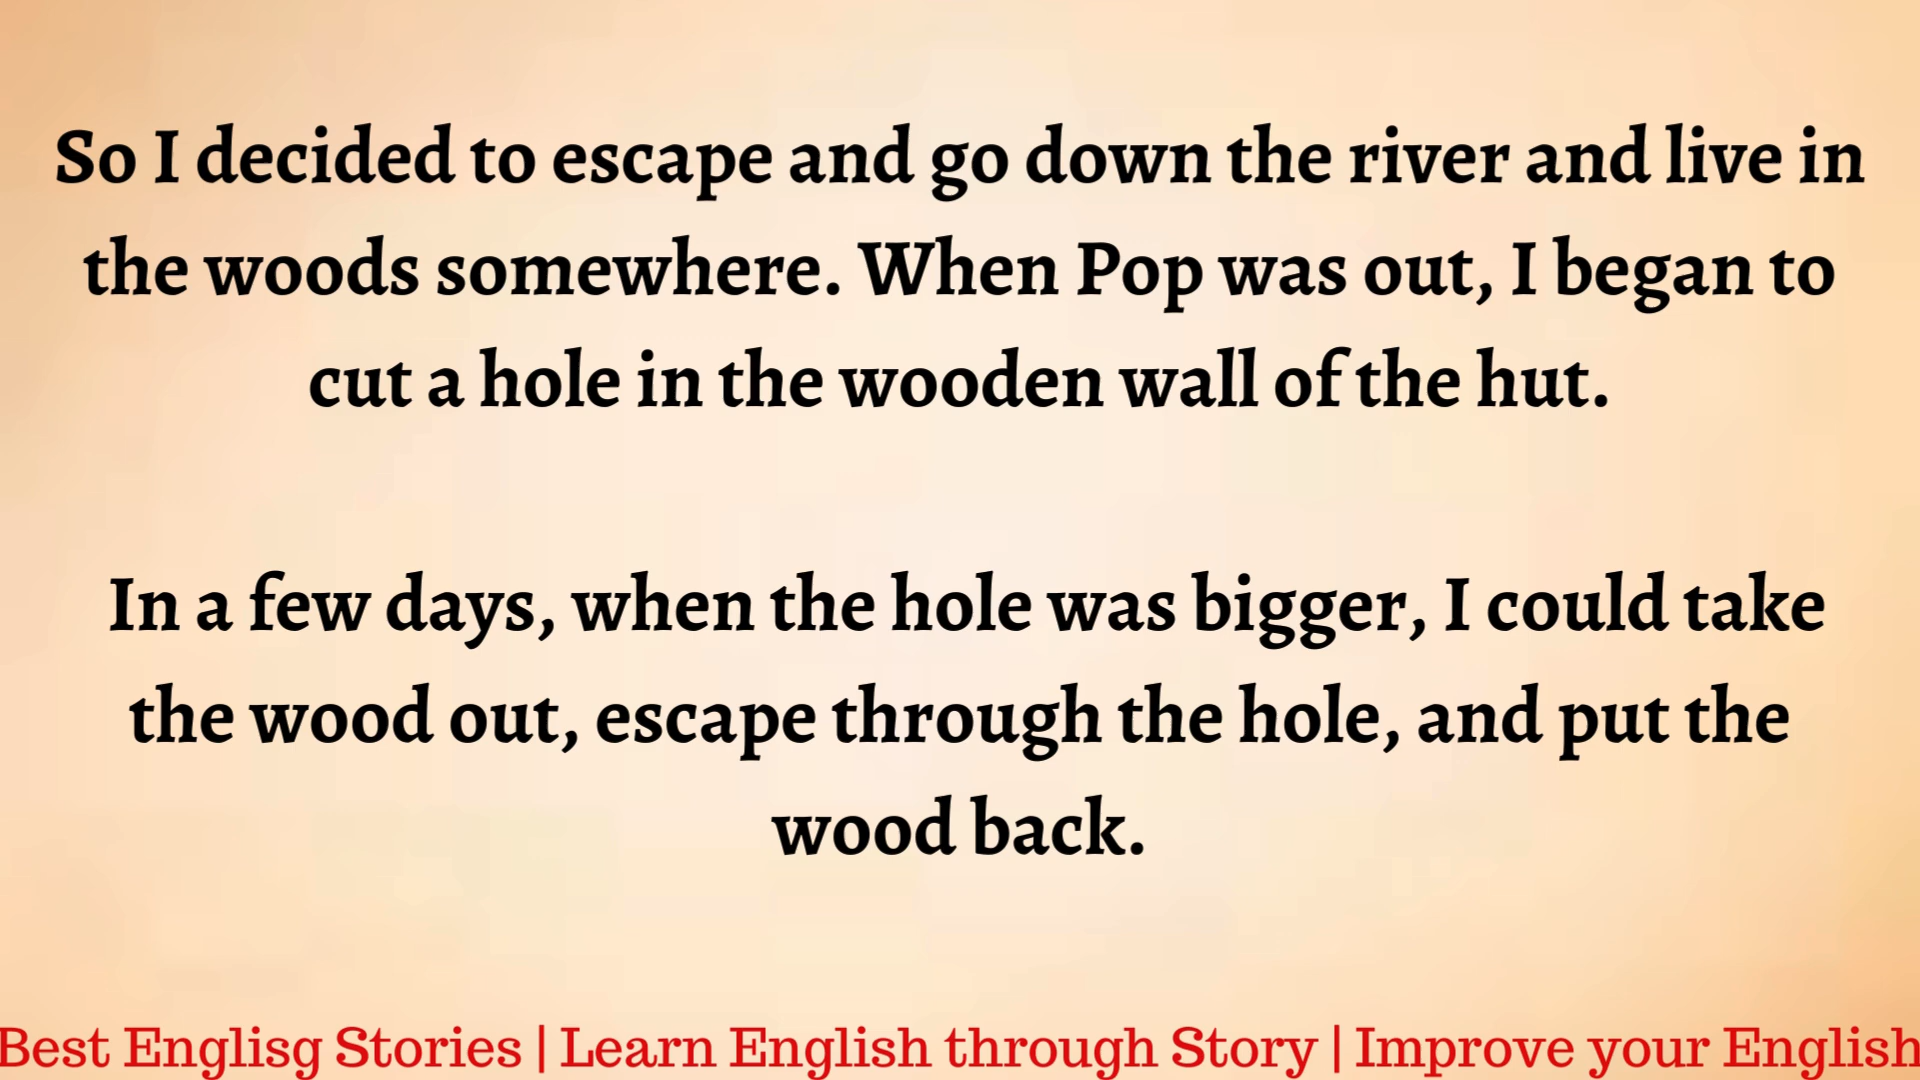 So I decided to escape and go down the river and live in
the woods somewhere. When Pop was out, I began to
cut a hole in the wooden wall of the hut.
In a few days, when the hole was bigger, I could take
the wood out, escape through the hole, and put the
wood back.
Best Englisg Stories | Learn English through Story | Improve your English